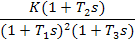 K(1 + T₂s)
(1 + T₁s)²(1 + T₃s)